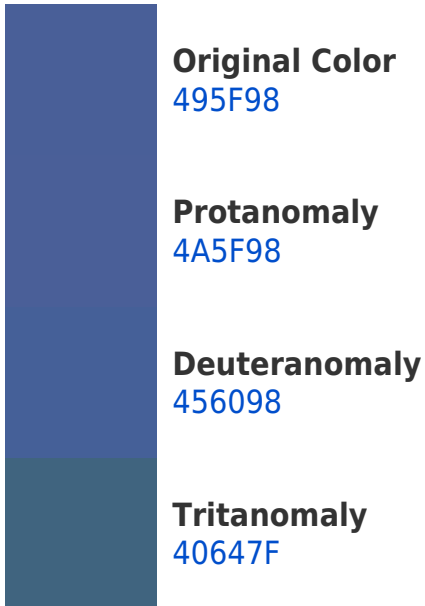 Original Color
495F98
Protanomaly
4A5F98
Deuteranomaly
456098
Tritanomaly
40647F